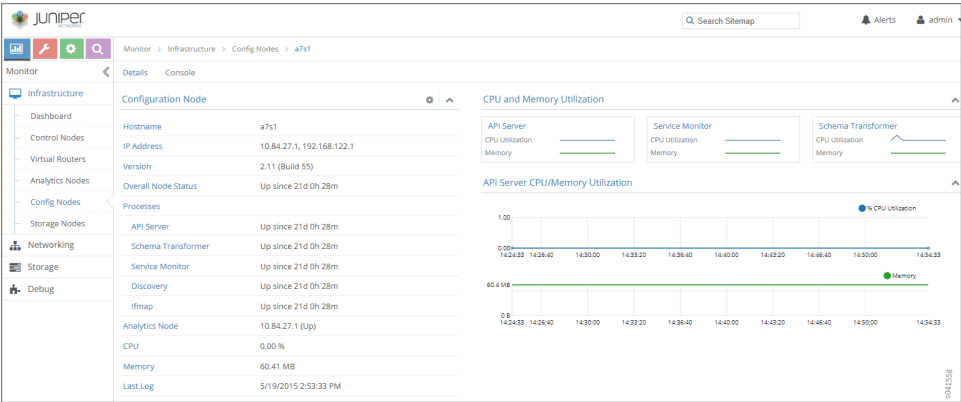 JUNIPER
NETWORKS
Search Sitemap
Alerts
admin
Monitor
Monitor > Infrastructure > Config Nodes > a7s1
Details Console
Infrastructure
Dashboard
Control Nodes
Virtual Routers
Analytics Nodes
Config Nodes
Storage Nodes
Networking
Storage
Debug
Configuration Node
Hostname a7s1
IP Address 10.84.27.1, 192.168.122.1
Version 2.11 (Build 55)
Overall Node Status Up since 21d 0h 28m
Processes
API Server Up since 21d 0h 28m
Schema Transformer Up since 21d 0h 28m
Service Monitor Up since 21d 0h 28m
Discovery Up since 21d 0h 28m
Ifmap Up since 21d 0h 28m
Analytics Node 10.84.27.1 (Up)
CPU 0.00 %
Memory 60.41 MB
Last Log 5/19/2015 2:53:33 PM
CPU and Memory Utilization
API Server
CPU Utilization
Memory
Service Monitor
CPU Utilization
Memory
Schema Transformer
CPU Utilization
Memory
API Server CPU/Memory Utilization
% CPU Utilization
1.00
0.00
14:24:33 14:26:40 14:30:00 14:33:20 14:36:40 14:40:00 14:43:20 14:46:40 14:50:00 14:54:33
Memory
60.4 MB
0 B
14:24:33 14:26:40 14:30:00 14:33:20 14:36:40 14:40:00 14:43:20 14:46:40 14:50:00 14:54:33
s041558